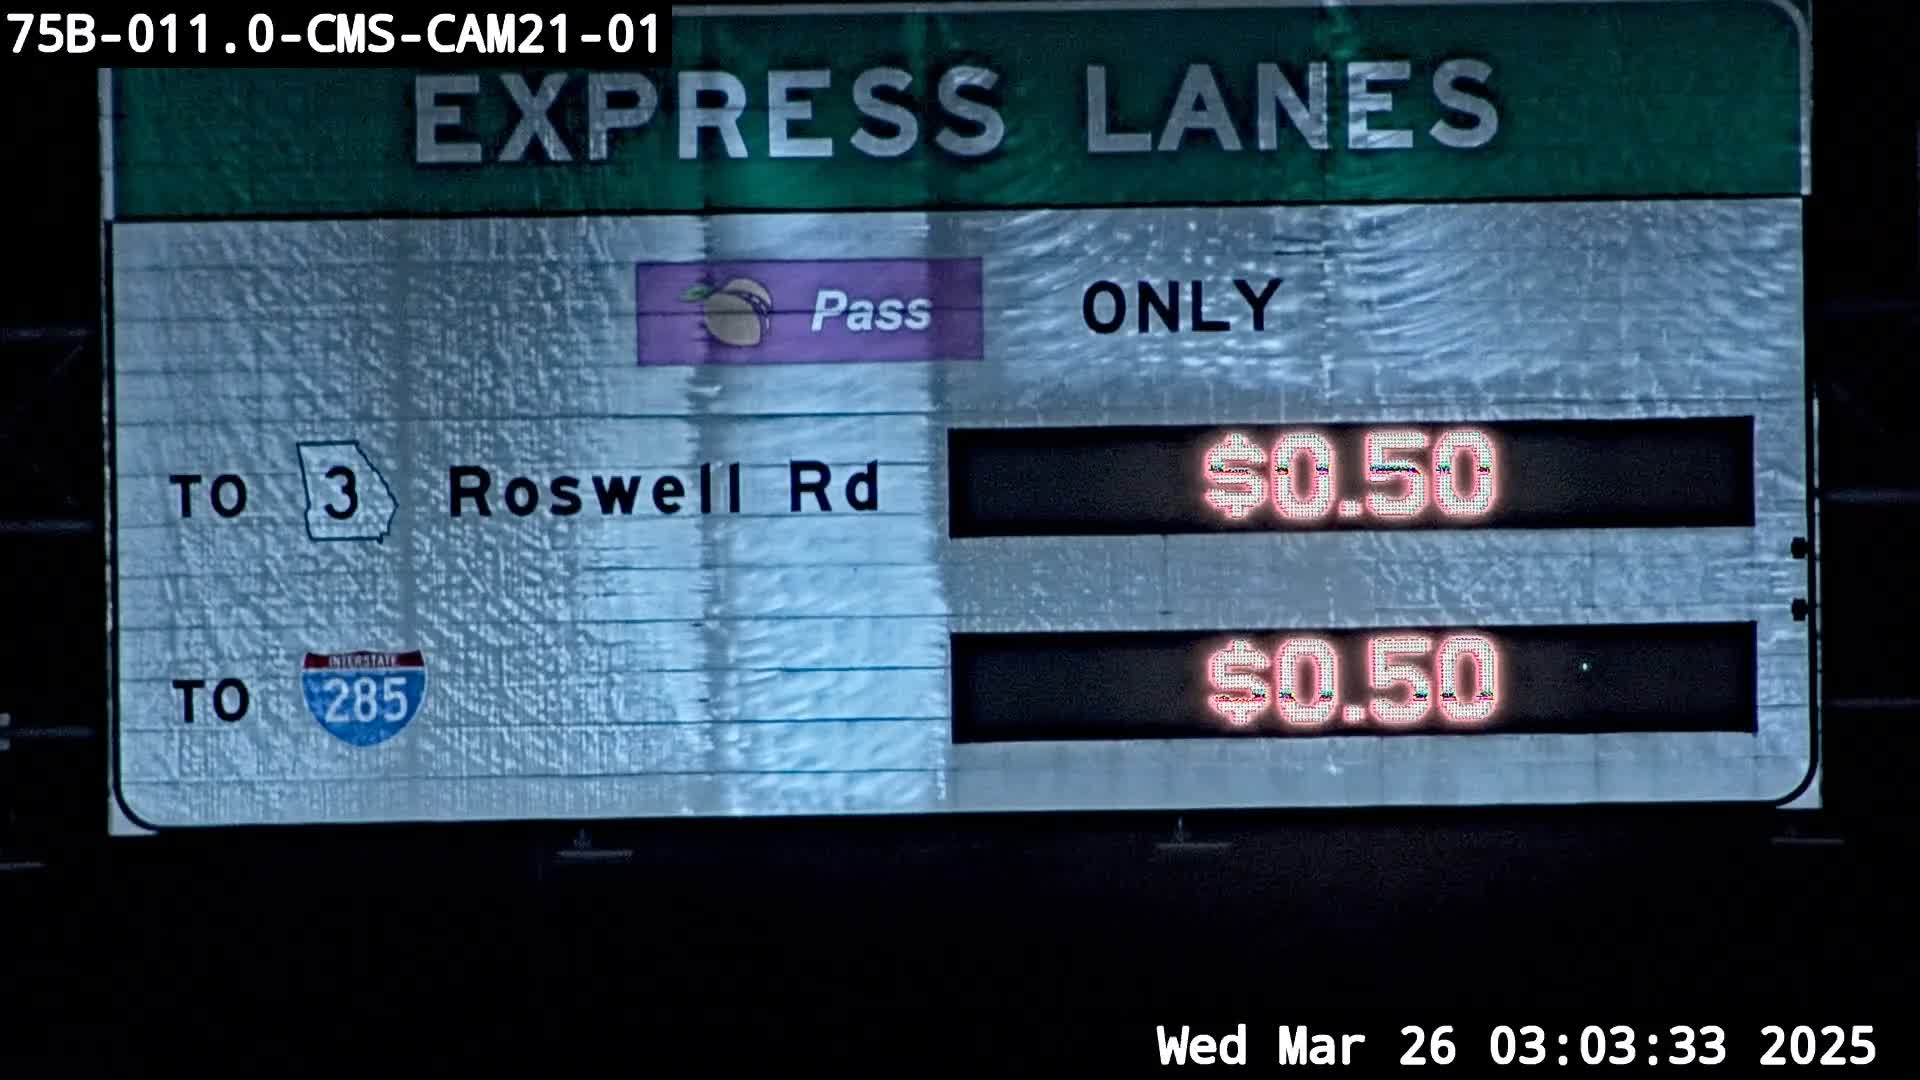 75B-011.0-CMS-CAM21-01
EXPRESS LANES
Pass ONLY
TO 3 Roswell Rd $0.50
TO INTERSTATE 285 $0.50
Wed Mar 26 03:03:33 2025